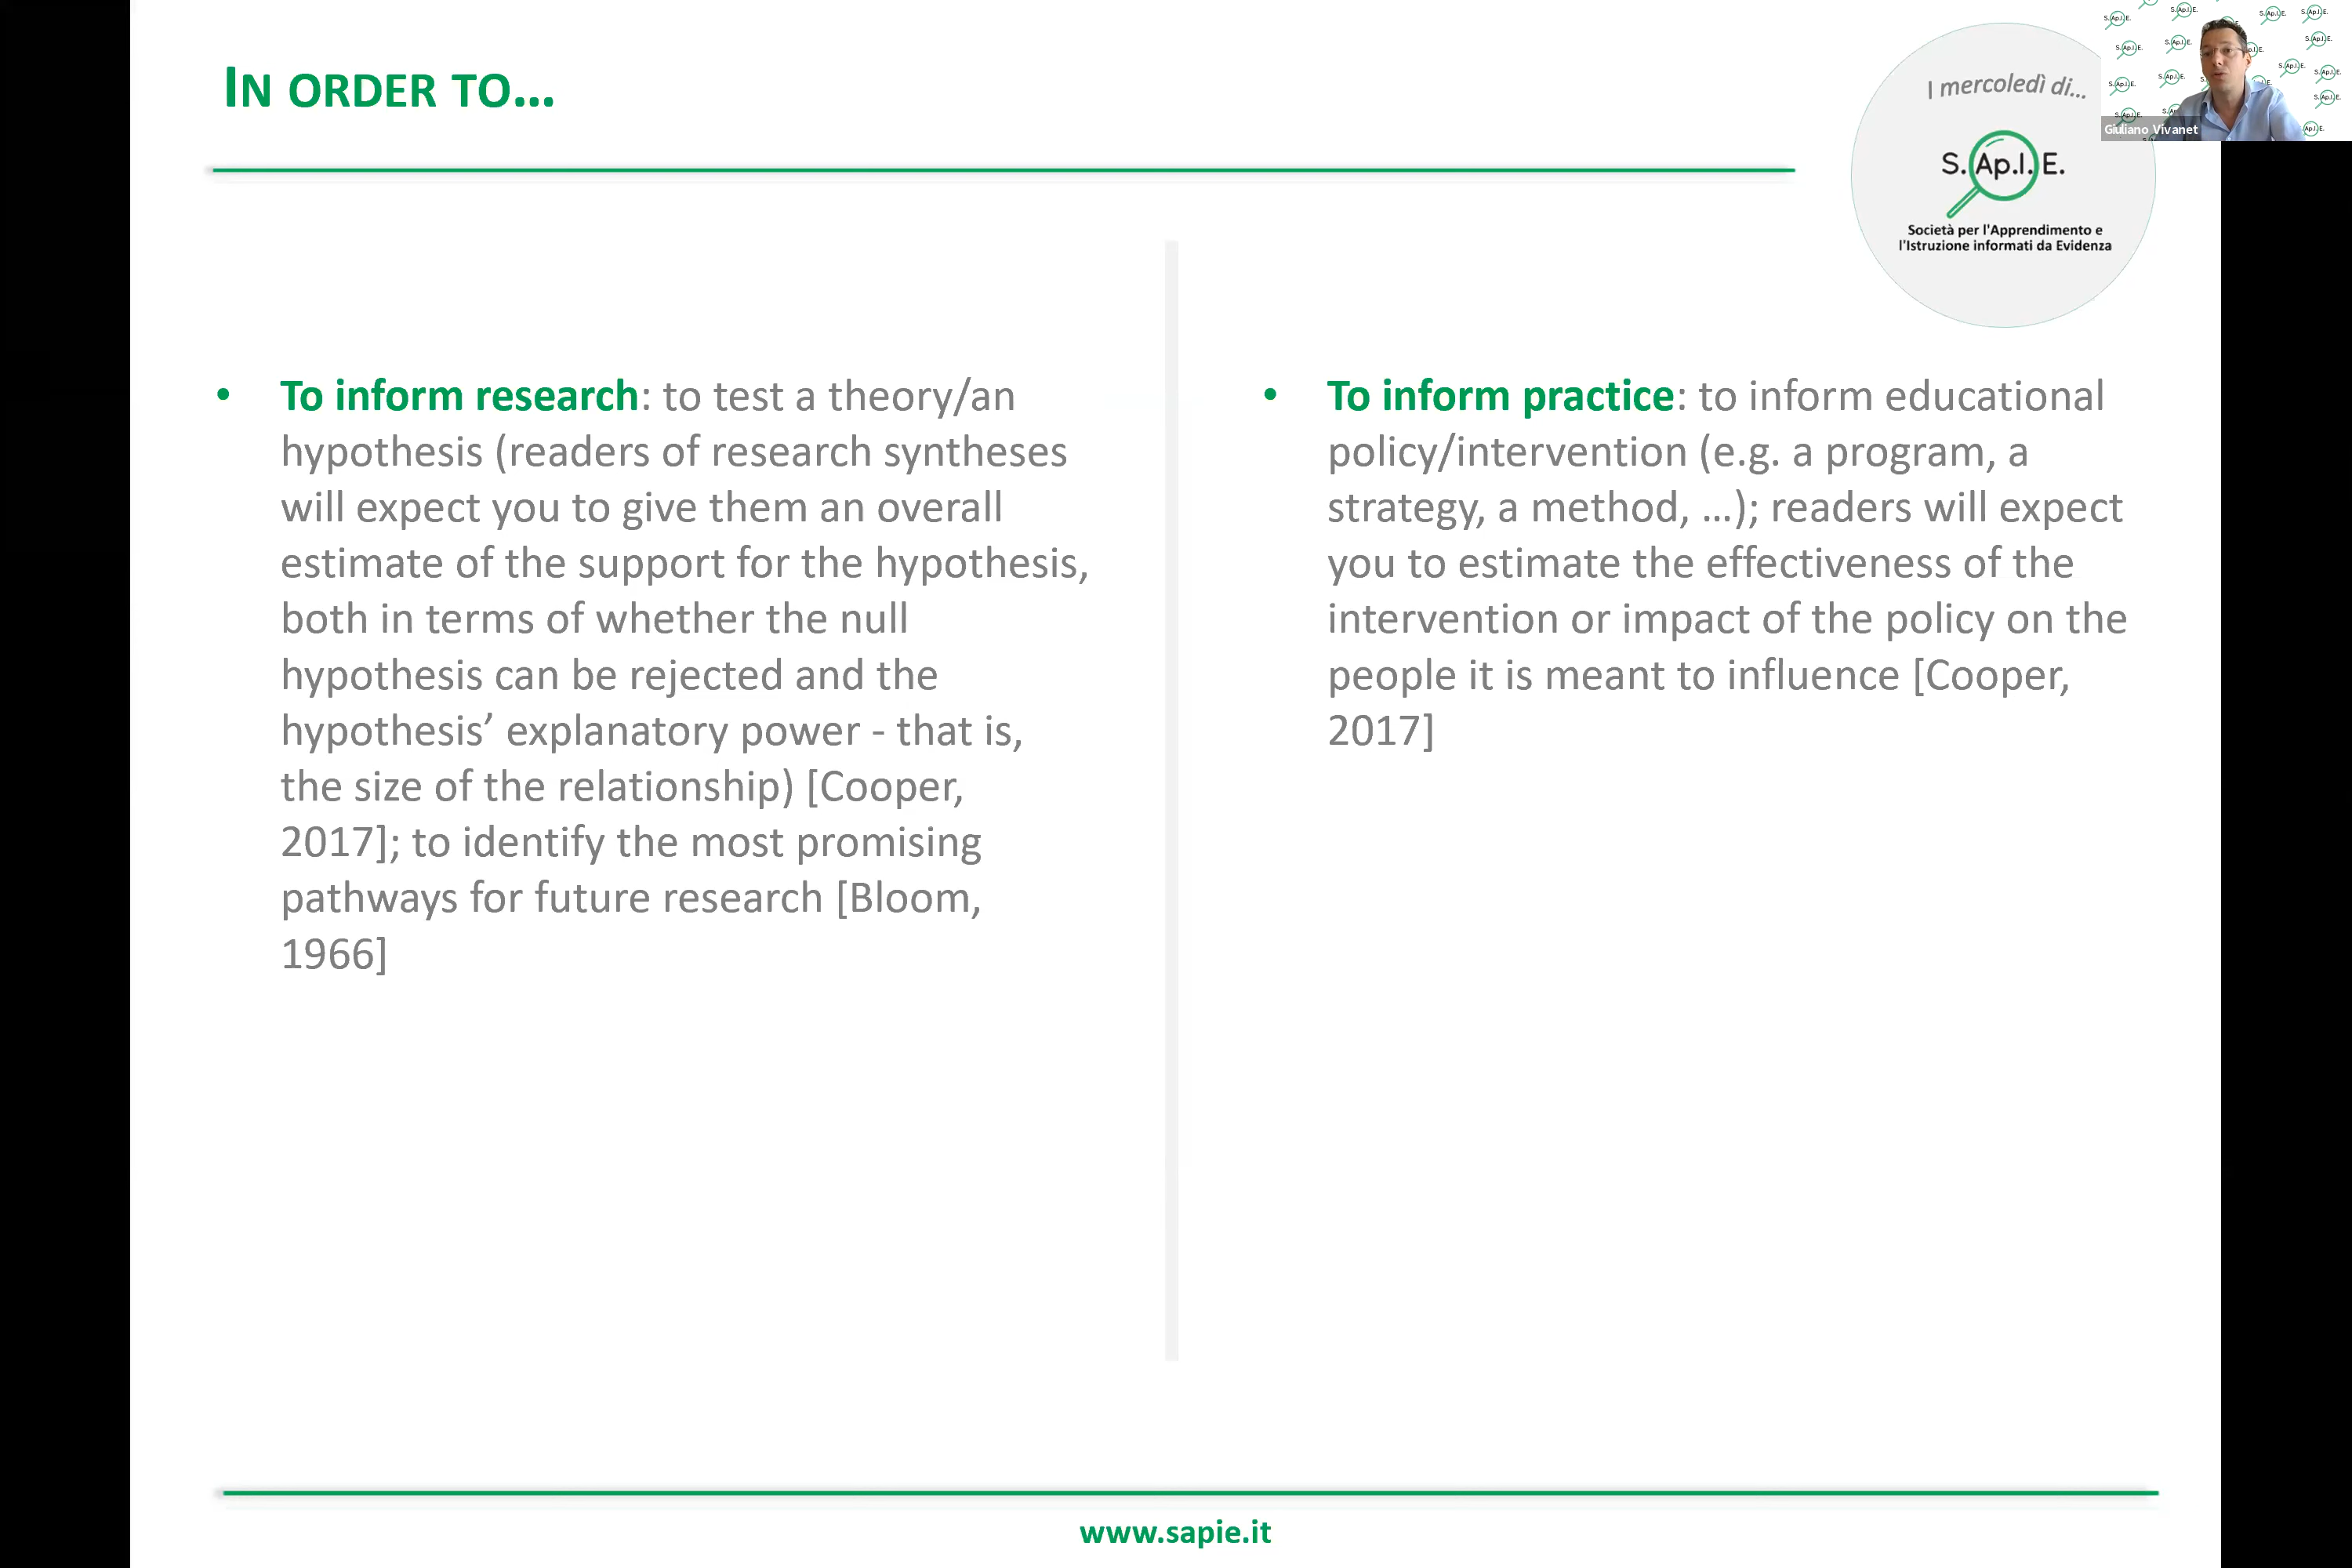 IN ORDER TO…
I mercoledì di…
S.Ap.I.E.
Società per l'Apprendimento e
l'Istruzione informati da Evidenza
Giuliano Vivanet
• To inform research: to test a theory/an
hypothesis (readers of research syntheses
will expect you to give them an overall
estimate of the support for the hypothesis,
both in terms of whether the null
hypothesis can be rejected and the
hypothesis’ explanatory power - that is,
the size of the relationship) [Cooper,
2017]; to identify the most promising
pathways for future research [Bloom,
1966]
• To inform practice: to inform educational
policy/intervention (e.g. a program, a
strategy, a method, …); readers will expect
you to estimate the effectiveness of the
intervention or impact of the policy on the
people it is meant to influence [Cooper,
2017]
www.sapie.it